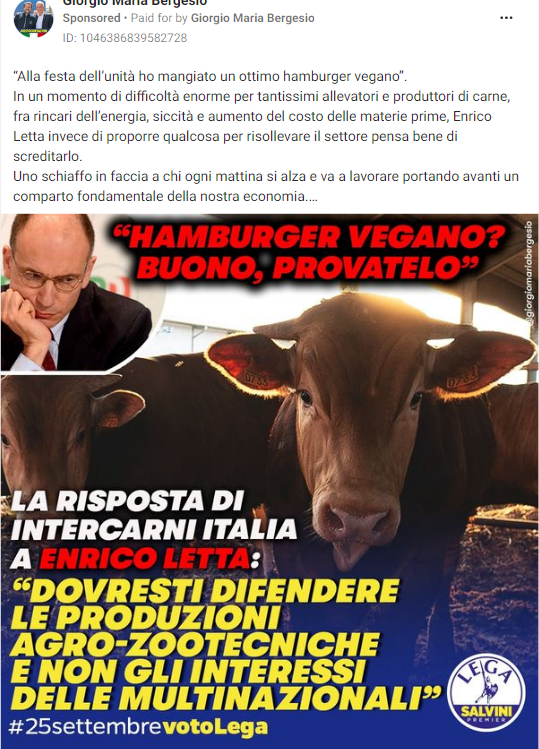 Giorgio Maria Bergesio
Sponsored • Paid for by Giorgio Maria Bergesio
ID: 1046386839582728
“Alla festa dell’unità ho mangiato un ottimo hamburger vegano”.
In un momento di difficoltà enorme per tantissimi allevatori e produttori di carne,
fra rincari dell’energia, siccità e aumento del costo delle materie prime, Enrico
Letta invece di proporre qualcosa per risollevare il settore pensa bene di
screditarlo.
Uno schiaffo in faccia a chi ogni mattina si alza e va a lavorare portando avanti un
comparto fondamentale della nostra economia....
“HAMBURGER VEGANO?
BUONO, PROVATELO”
@giorgiomariabergesio
LA RISPOSTA DI
INTERCARNI ITALIA
A ENRICO LETTA:
“DOVRESTI DIFENDERE
LE PRODUZIONI
AGRO-ZOOTECNICHE
E NON GLI INTERESSI
DELLE MULTINAZIONALI”
LEGA
SALVINI
PREMIER
#25settembrevotoLega